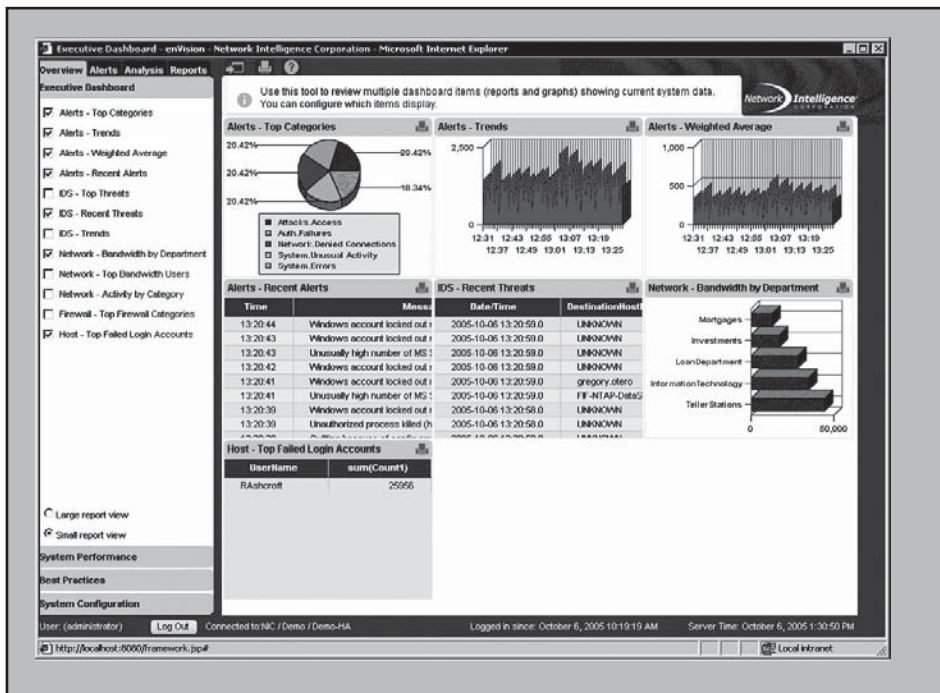 Executive Dashboard - enVision - Network Intelligence Corporation - Microsoft Internet Explorer
Overview Alerts Analysis Reports
Executive Dashboard
Alerts - Top Categories
Alerts - Trends
Alerts - Weighted Average
Alerts - Recent Alerts
IDS - Top Threats
IDS - Recent Threats
IDS - Trends
Network - Bandwidth by Department
Network - Top Bandwidth Users
Network - Activity by Category
Firewall - Top Firewall Categories
Host - Top Failed Login Accounts
Large report view
Small report view
System Performance
Best Practices
System Configuration
Use this tool to review multiple dashboard items (reports and graphs) showing current system data.
You can configure which items display.
Network Intelligence
CORPORATION
Alerts - Top Categories
20.42%
20.42%
20.42%
20.42%
18.34%
Attacks.Access
Auth.Failures
Network.Denied Connections
System.Unusual Activity
System.Errors
Alerts - Trends
2,500
0
12:31 12:43 12:55 13:07 13:19
12:37 12:49 13:01 13:13 13:25
Alerts - Weighted Average
1,000
500
0
12:31 12:43 12:55 13:07 13:19
12:37 12:49 13:01 13:13 13:25
Alerts - Recent Alerts
Time Messa
13:20:44 Windows account locked out r
13:20:43 Windows account locked out r
13:20:43 Unusually high number of MS S
13:20:42 Windows account locked out r
13:20:41 Windows account locked out r
13:20:41 Unusually high number of MS S
13:20:39 Windows account locked out r
13:20:39 Unauthorized process killed (h
IDS - Recent Threats
Date/Time DestinationHost
2005-10-06 13:20:59.0 UNKNOWN
2005-10-06 13:20:59.0 UNKNOWN
2005-10-06 13:20:59.0 UNKNOWN
2005-10-06 13:20:59.0 UNKNOWN
2005-10-06 13:20:59.0 gregory.otero
2005-10-06 13:20:59.0 FIF-NTAP-DataS
2005-10-06 13:20:58.0 UNKNOWN
2005-10-06 13:20:59.0 UNKNOWN
Network - Bandwidth by Department
Mortgages
Investments
LoanDepartment
InformationTechnology
TellerStations
0 50,000
Host - Top Failed Login Accounts
UserName sum(Count1)
RAshcroft 25956
User: (administrator) Log Out Connected to:NIC / Demo / Demo-HA Logged in since: October 6, 2005 10:19:19 AM Server Time: October 6, 2005 1:30:50 PM
http://localhost:8080/framework.jsp# Local intranet